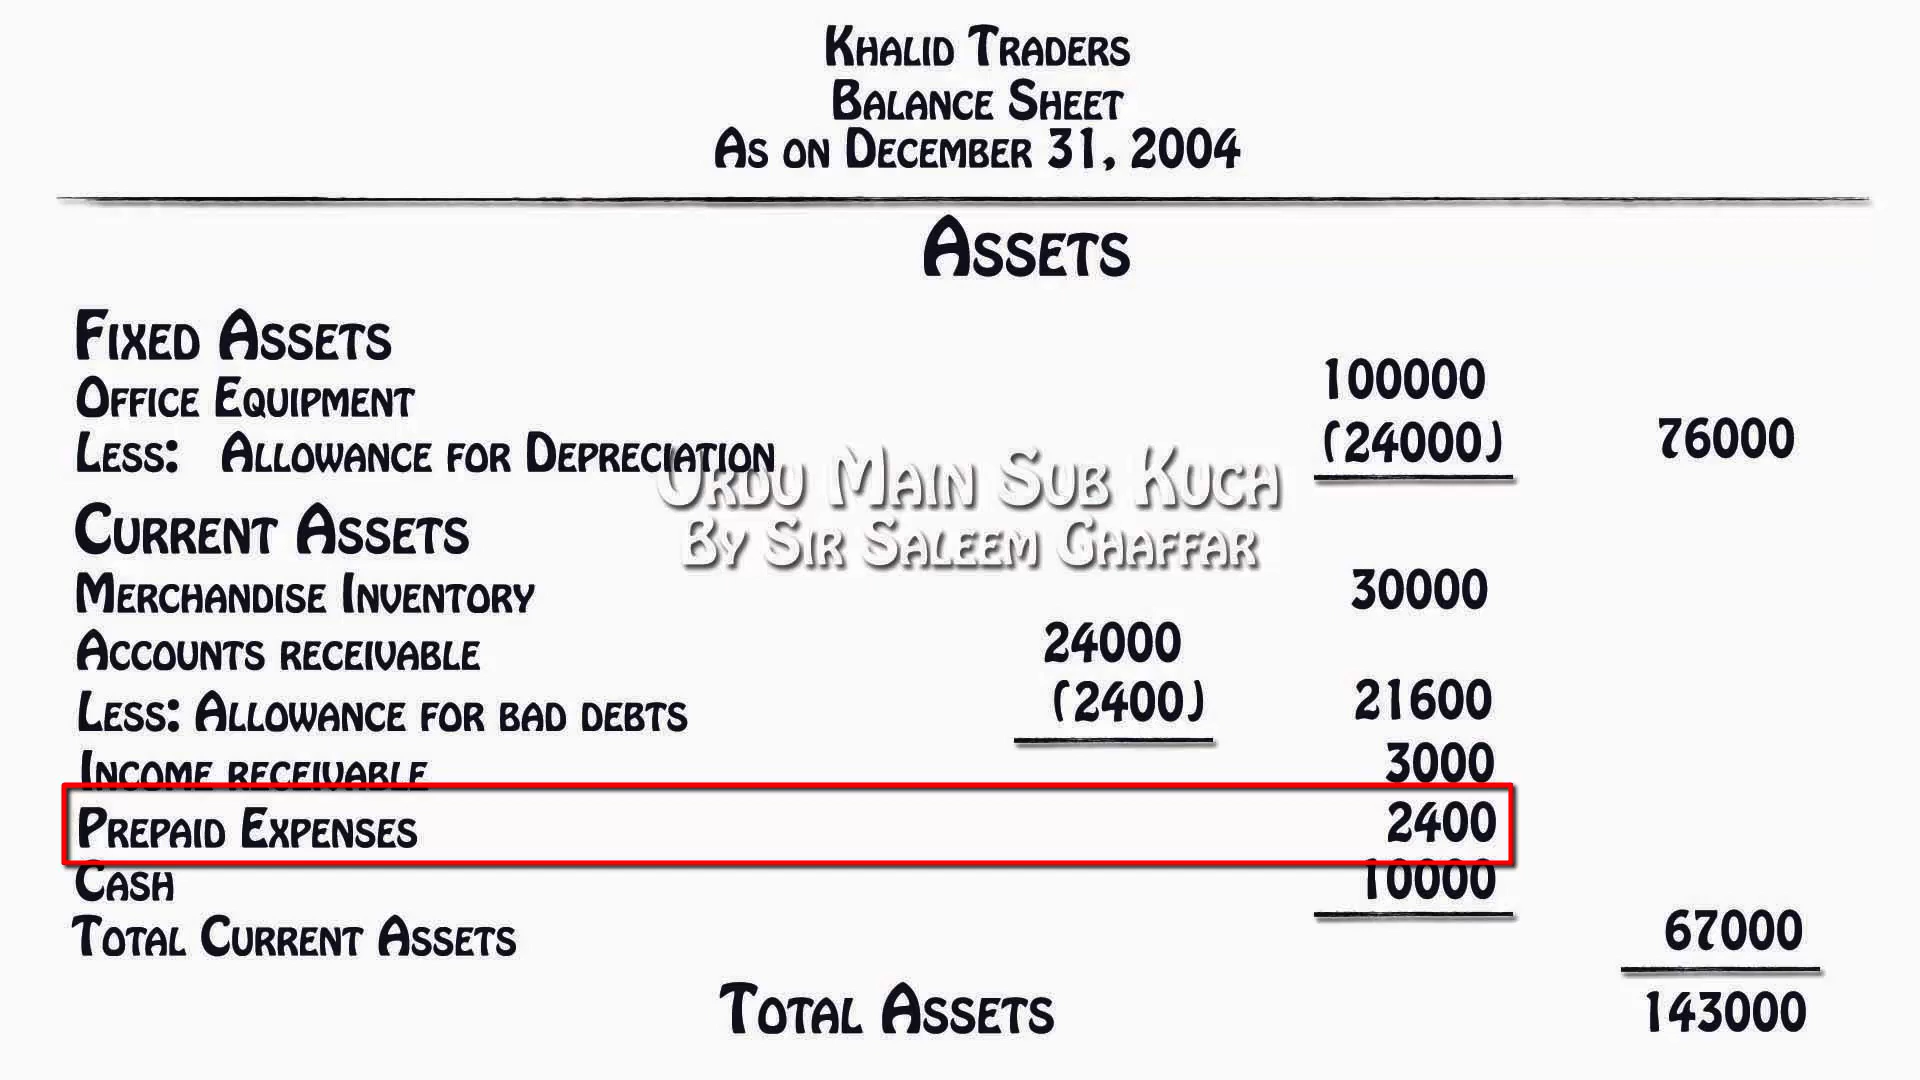 Khalid Traders
Balance Sheet
As on December 31, 2004
Assets
Fixed Assets
Office Equipment 100000
Less: Allowance for Depreciation (24000) 76000
Urdu Main Sub Kuch
By Sir Saleem Ghaffar
Current Assets
Merchandise Inventory 30000
Accounts receivable 24000
Less: Allowance for bad debts (2400) 21600
Income receivable 3000
Prepaid Expenses 2400
Cash 10000
Total Current Assets 67000
Total Assets 143000